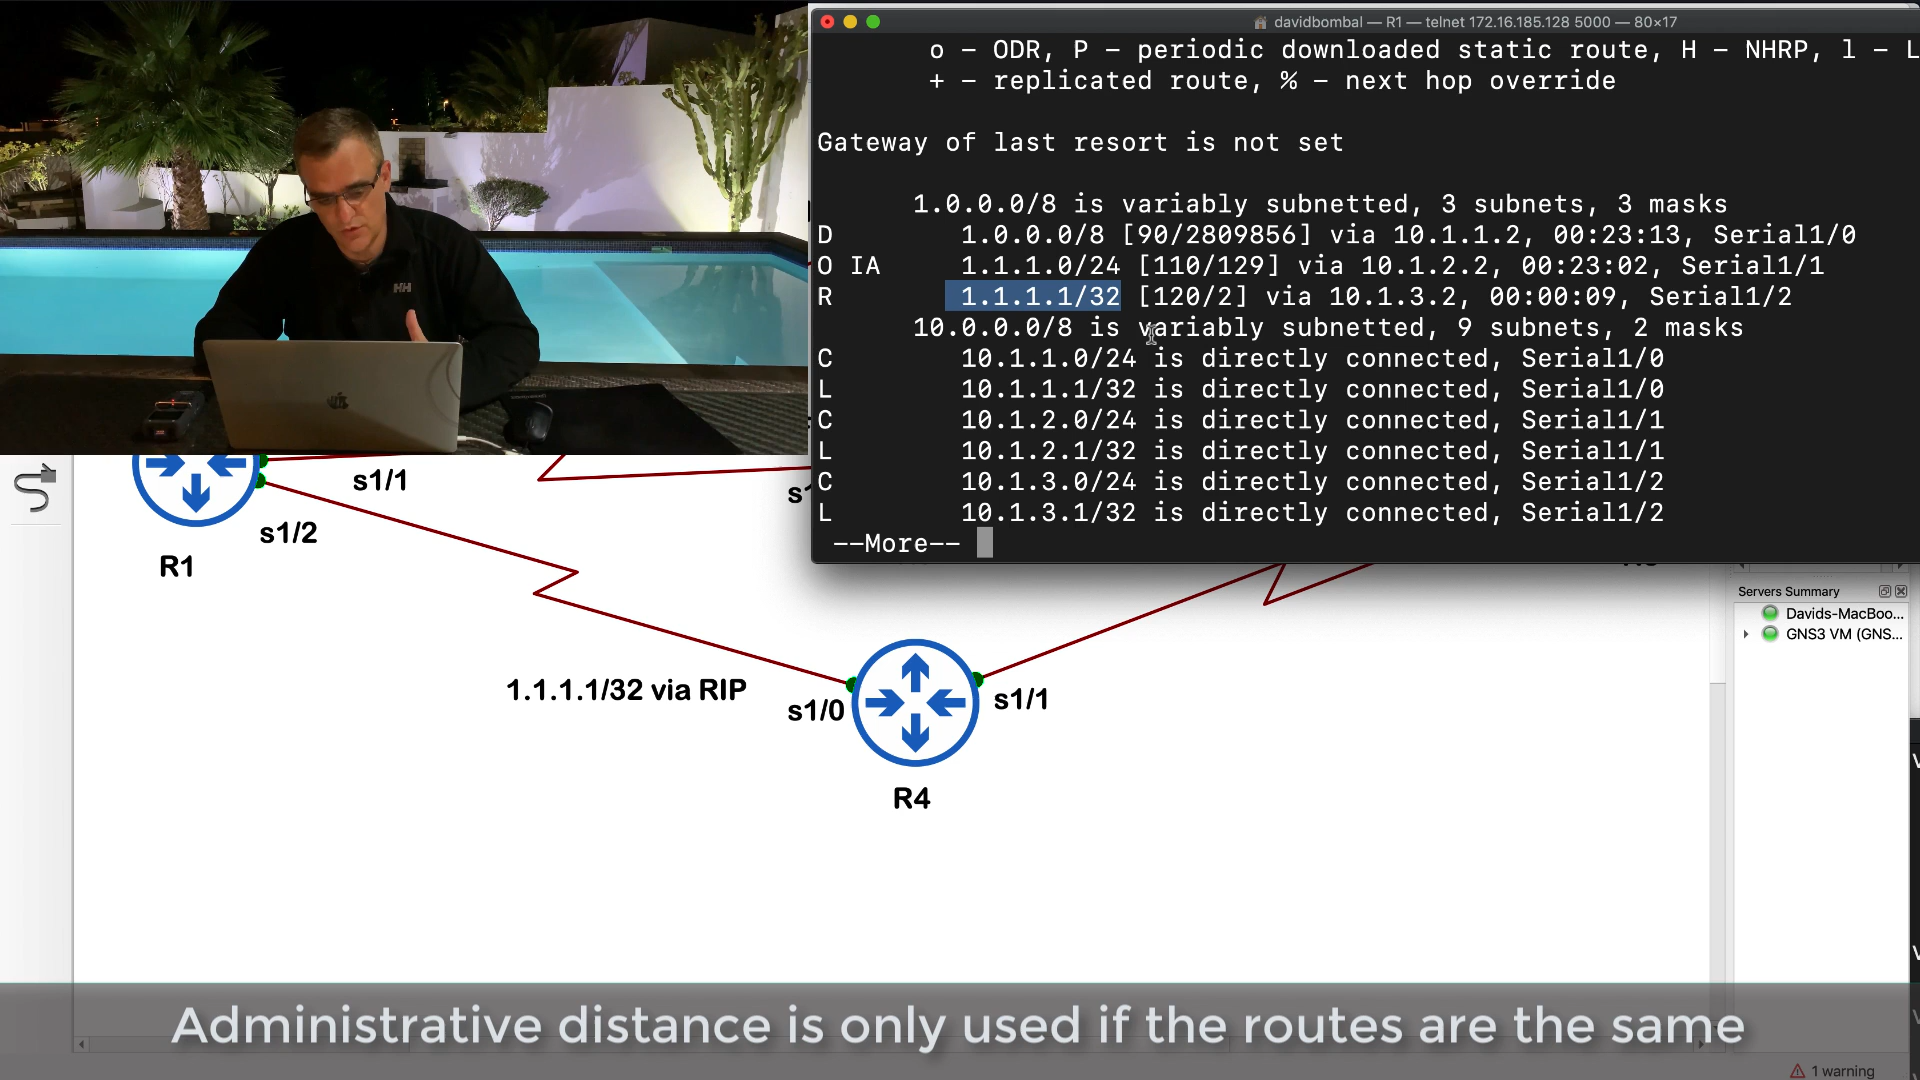 davidbombal — R1 — telnet 172.16.185.128 5000 — 80×17
o - ODR, P - periodic downloaded static route, H - NHRP, l - L
+ - replicated route, % - next hop override
Gateway of last resort is not set
1.0.0.0/8 is variably subnetted, 3 subnets, 3 masks
D 1.0.0.0/8 [90/2809856] via 10.1.1.2, 00:23:13, Serial1/0
O IA 1.1.1.0/24 [110/129] via 10.1.2.2, 00:23:02, Serial1/1
R 1.1.1.1/32 [120/2] via 10.1.3.2, 00:00:09, Serial1/2
10.0.0.0/8 is variably subnetted, 9 subnets, 2 masks
C 10.1.1.0/24 is directly connected, Serial1/0
L 10.1.1.1/32 is directly connected, Serial1/0
C 10.1.2.0/24 is directly connected, Serial1/1
L 10.1.2.1/32 is directly connected, Serial1/1
C 10.1.3.0/24 is directly connected, Serial1/2
L 10.1.3.1/32 is directly connected, Serial1/2
--More--
HH
s1/1
s1/2
R1
1.1.1.1/32 via RIP
s1/0
s1/1
R4
Servers Summary
Davids-MacBoo...
GNS3 VM (GNS...
Administrative distance is only used if the routes are the same
1 warning